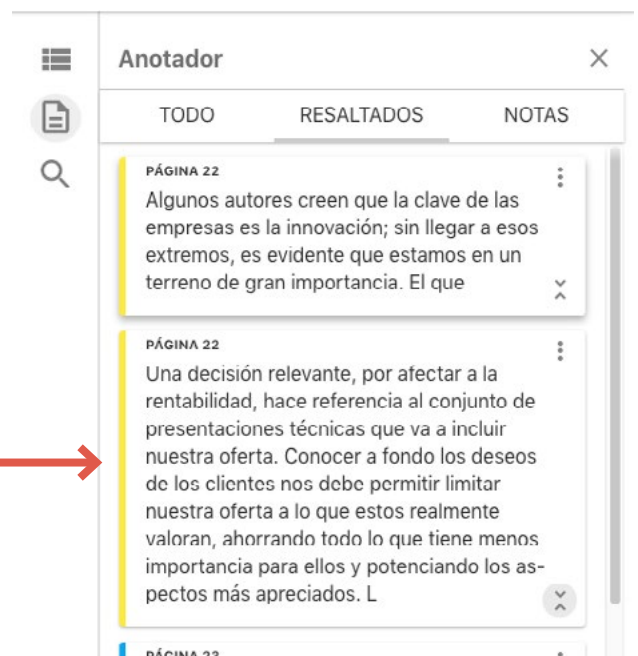 Anotador
TODO RESALTADOS NOTAS
PÁGINA 22
Algunos autores creen que la clave de las
empresas es la innovación; sin llegar a esos
extremos, es evidente que estamos en un
terreno de gran importancia. El que
PÁGINA 22
Una decisión relevante, por afectar a la
rentabilidad, hace referencia al conjunto de
presentaciones técnicas que va a incluir
nuestra oferta. Conocer a fondo los deseos
de los clientes nos debe permitir limitar
nuestra oferta a lo que estos realmente
valoran, ahorrando todo lo que tiene menos
importancia para ellos y potenciando los as-
pectos más apreciados. L
PÁGINA 23